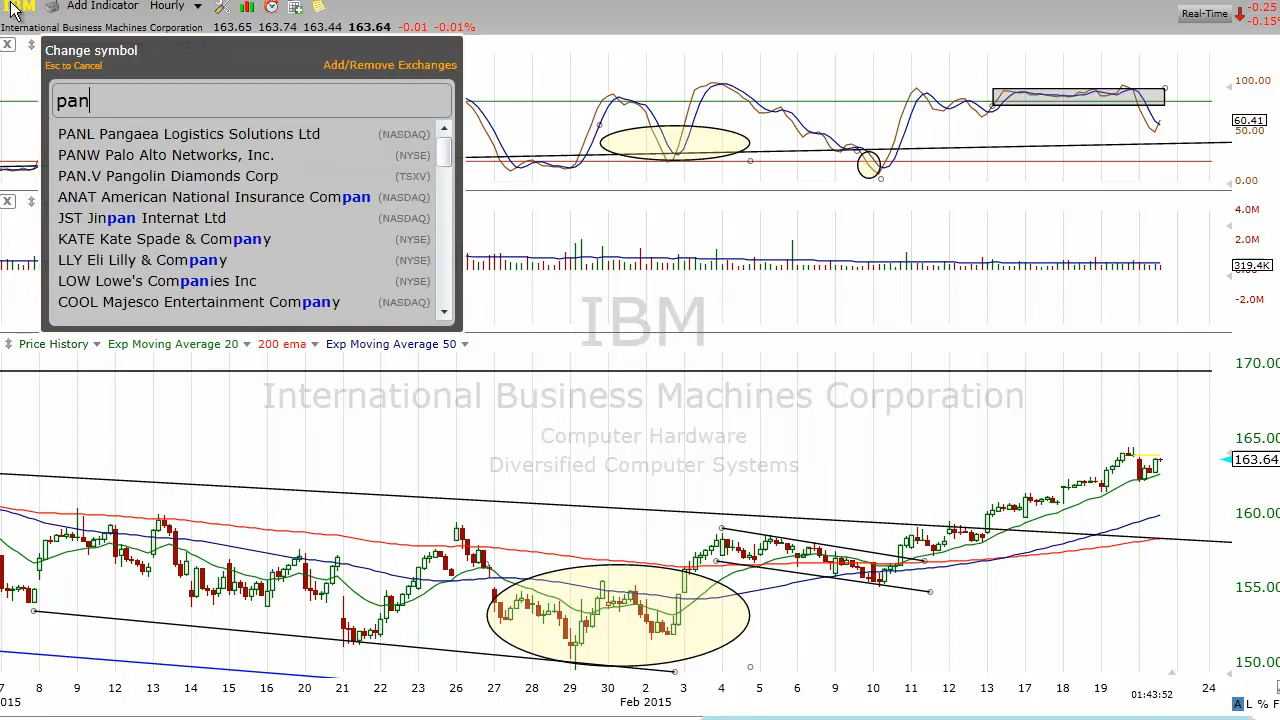 IBM Add Indicator Hourly Real-Time -0.25
-0.15%
International Business Machines Corporation 163.65 163.74 163.44 163.64 -0.01 -0.01%
X
Change symbol
Esc to Cancel Add/Remove Exchanges
pan
PANL Pangaea Logistics Solutions Ltd (NASDAQ)
PANW Palo Alto Networks, Inc. (NYSE)
PAN.V Pangolin Diamonds Corp (TSXV)
ANAT American National Insurance Company (NASDAQ)
JST Jinpan Internat Ltd (NASDAQ)
KATE Kate Spade & Company (NYSE)
LLY Eli Lilly & Company (NYSE)
LOW Lowe's Companies Inc (NYSE)
COOL Majesco Entertainment Company (NASDAQ)
100.00
60.41
50.00
0.00
X
4.0M
2.0M
319.4K
-2.0M
IBM
Price History Exp Moving Average 20 200 ema Exp Moving Average 50
International Business Machines Corporation
Computer Hardware
Diversified Computer Systems
170.00
165.00
163.64
160.00
155.00
150.00
7 8 9 12 13 14 15 16 20 21 22 23 26 27 28 29 30 2 3 4 5 6 9 10 11 12 13 17 18 19 24
2015 Feb 2015 01:43:52
A L % F